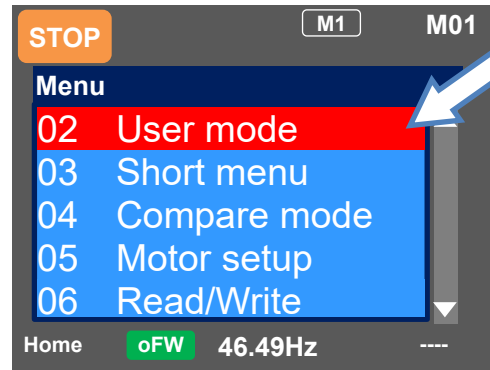 STOP M1 M01
Menu
02 User mode
03 Short menu
04 Compare mode
05 Motor setup
06 Read/Write
Home oFW 46.49Hz ----